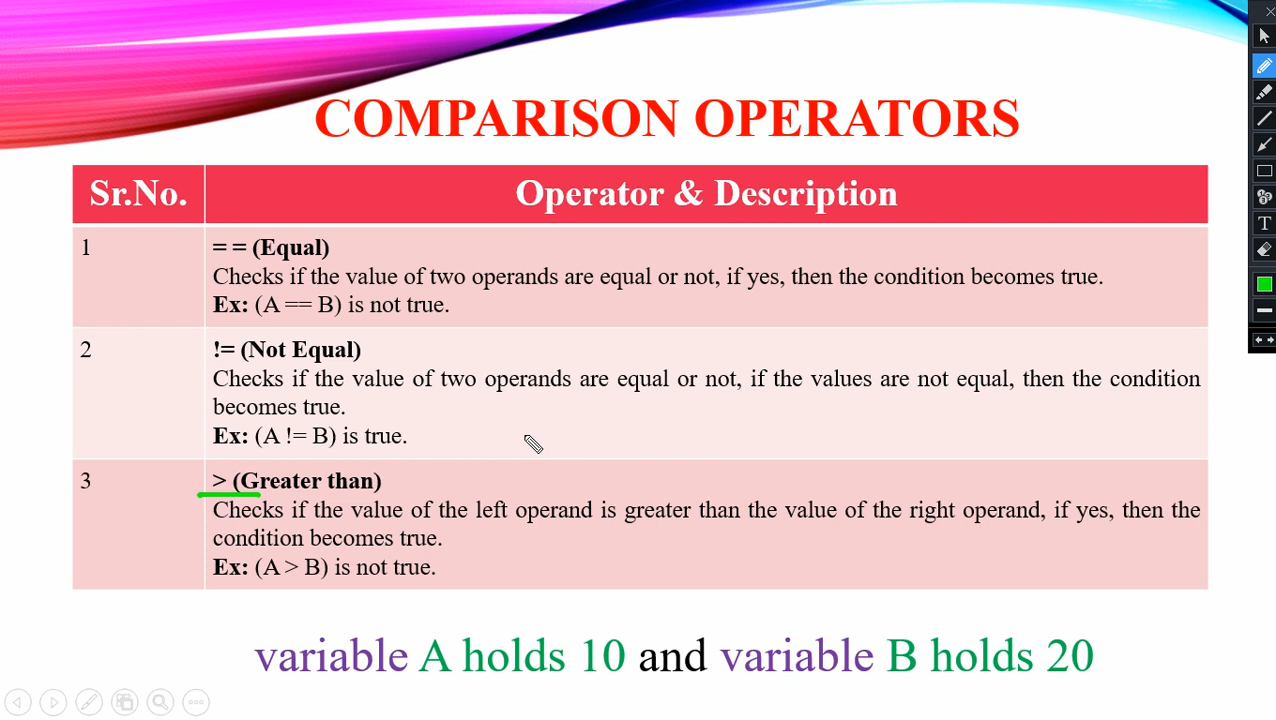 COMPARISON OPERATORS
Sr.No.
Operator & Description
1
= = (Equal)
Checks if the value of two operands are equal or not, if yes, then the condition becomes true.
Ex: (A == B) is not true.
2
!= (Not Equal)
Checks if the value of two operands are equal or not, if the values are not equal, then the condition
becomes true.
Ex: (A != B) is true.
3
> (Greater than)
Checks if the value of the left operand is greater than the value of the right operand, if yes, then the
condition becomes true.
Ex: (A > B) is not true.
variable A holds 10 and variable B holds 20
T